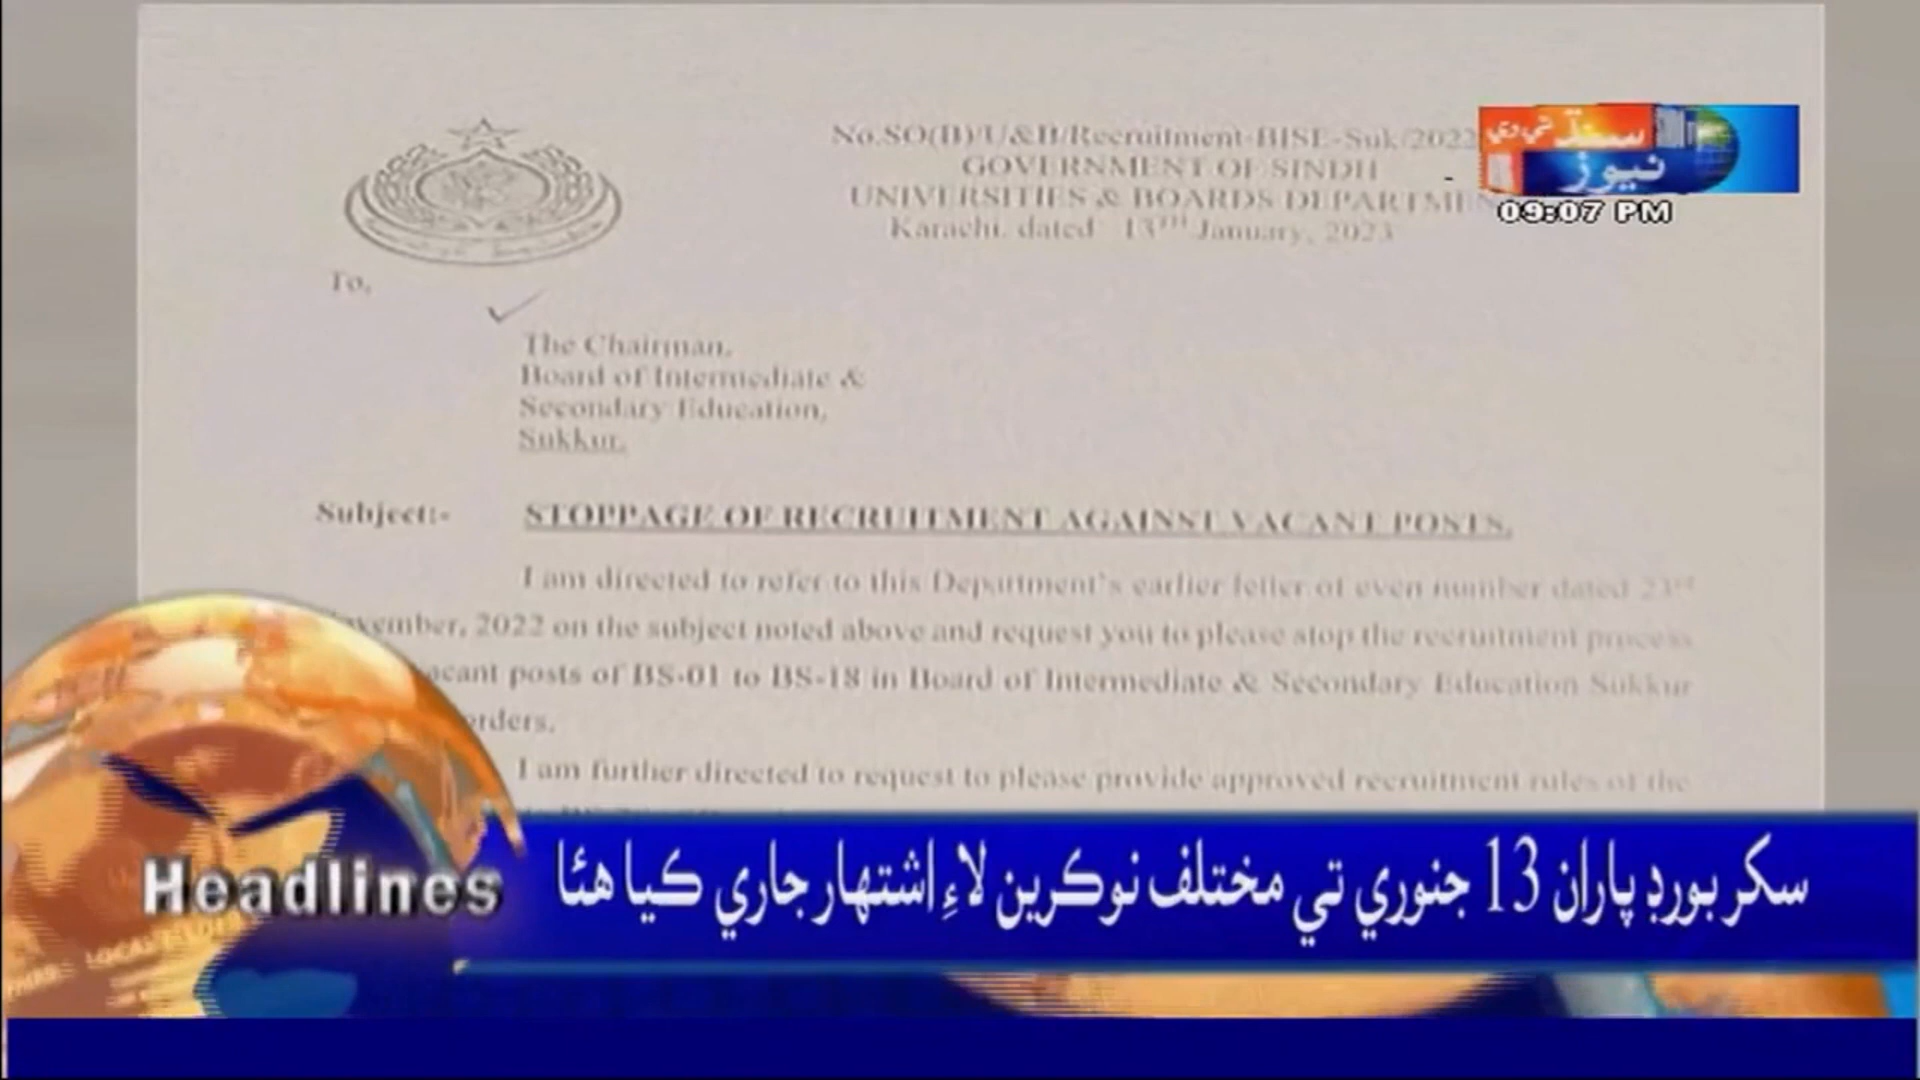 No.SO(B)/U&B/Recruitment-BISE-Suk/2022
GOVERNMENT OF SINDH
UNIVERSITIES & BOARDS DEPARTMEN
Karachi, dated 13TH January, 2023
سنڌ ٽي وي
نيوز
09:07 PM
To,
The Chairman,
Board of Intermediate &
Secondary Education,
Sukkur.
Subject:- STOPPAGE OF RECRUITMENT AGAINST VACANT POSTS.
I am directed to refer to this Department's earlier letter of even number dated 23rd
vember, 2022 on the subject noted above and request you to please stop the recruitment process
acant posts of BS-01 to BS-18 in Board of Intermediate & Secondary Education Sukkur
orders.
I am further directed to request to please provide approved recruitment rules of the
Headlines
سکر بورڊ پاران 13 جنوري تي مختلف نوڪرين لاءِ اشتهار جاري ڪيا هئا